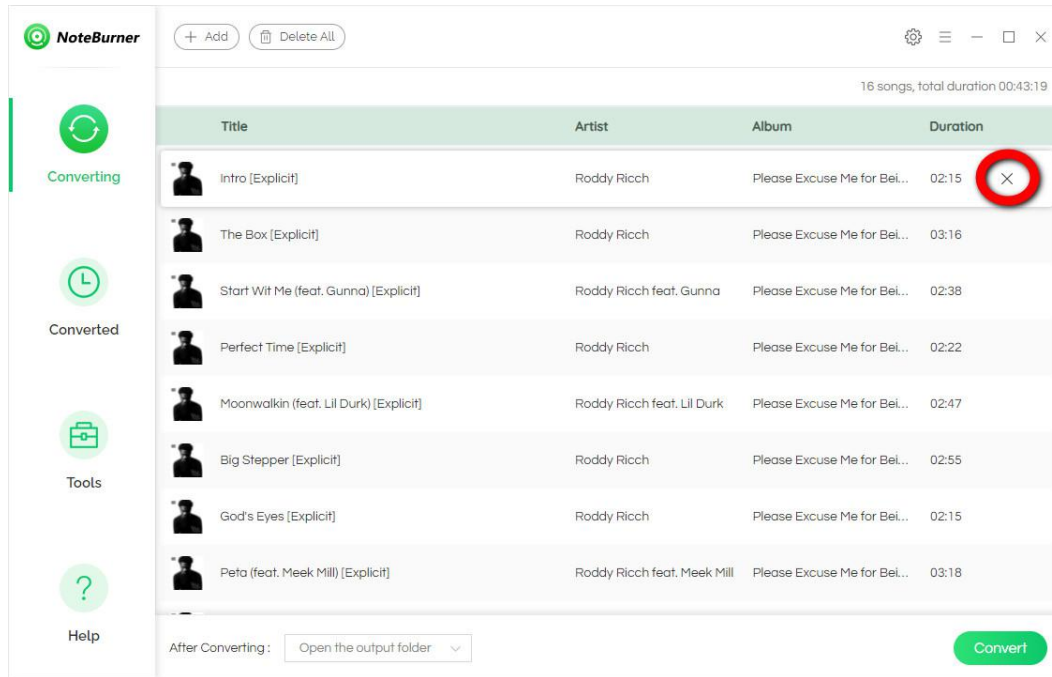 NoteBurner
Add Delete All
16 songs, total duration 00:43:19
Title Artist Album Duration
Converting
Intro [Explicit] Roddy Ricch Please Excuse Me for Bei... 02:15
The Box [Explicit] Roddy Ricch Please Excuse Me for Bei... 03:16
Start Wit Me (feat. Gunna) [Explicit] Roddy Ricch feat. Gunna Please Excuse Me for Bei... 02:38
Converted
Perfect Time [Explicit] Roddy Ricch Please Excuse Me for Bei... 02:22
Moonwalkin (feat. Lil Durk) [Explicit] Roddy Ricch feat. Lil Durk Please Excuse Me for Bei... 02:47
Big Stepper [Explicit] Roddy Ricch Please Excuse Me for Bei... 02:55
Tools
God's Eyes [Explicit] Roddy Ricch Please Excuse Me for Bei... 02:15
Peta (feat. Meek Mill) [Explicit] Roddy Ricch feat. Meek Mill Please Excuse Me for Bei... 03:18
Help
After Converting : Open the output folder Convert